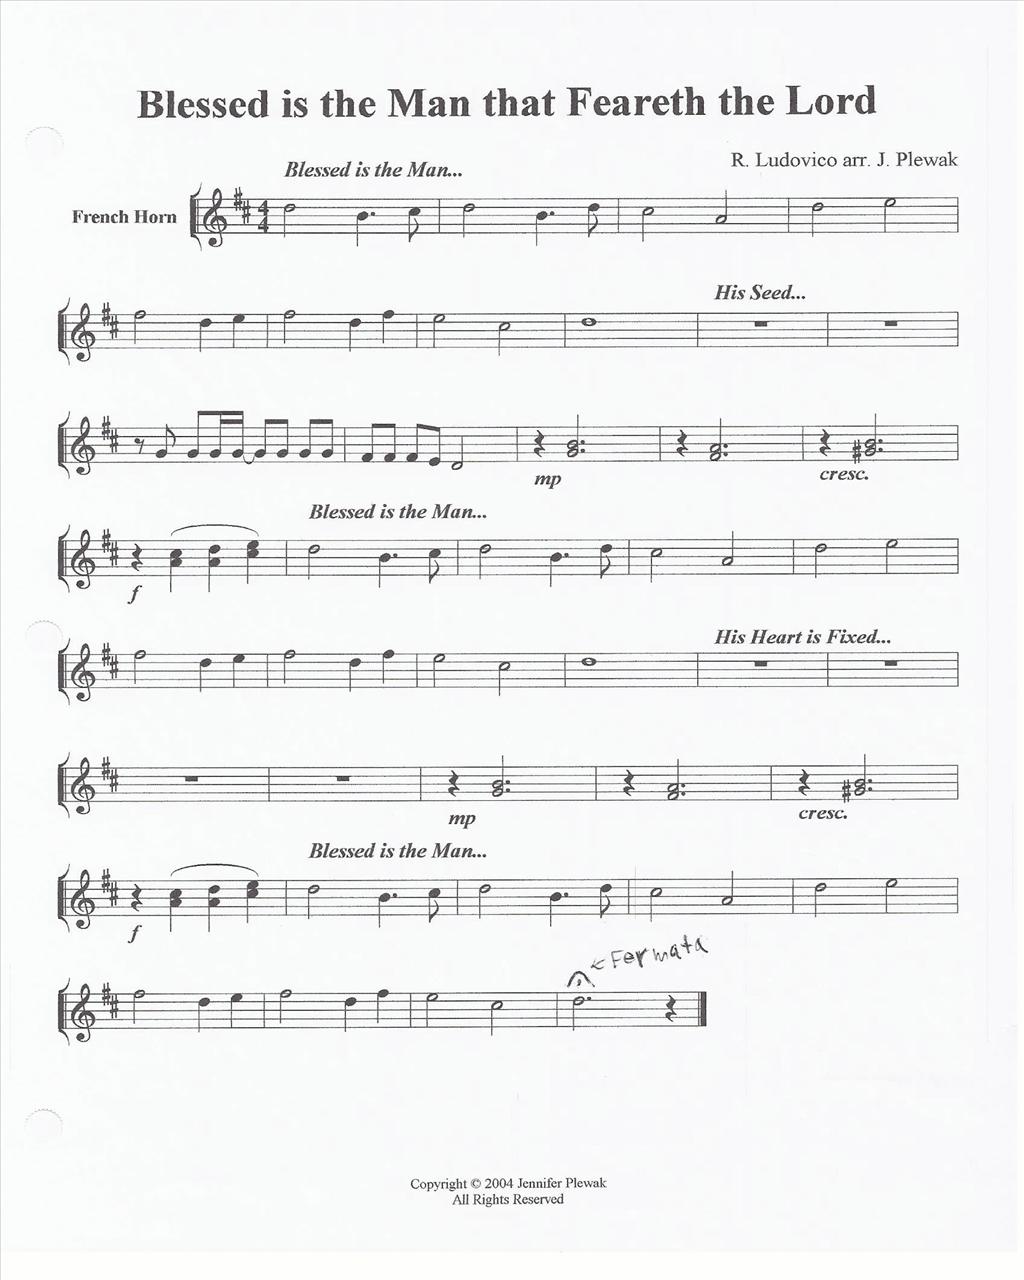 Blessed is the Man that Feareth the Lord
R. Ludovico arr. J. Plewak
Blessed is the Man...
French Horn
His Seed...
mp
cresc.
Blessed is the Man...
f
His Heart is Fixed...
mp
cresc.
Blessed is the Man...
f
← Fermata
Copyright © 2004 Jennifer Plewak
All Rights Reserved